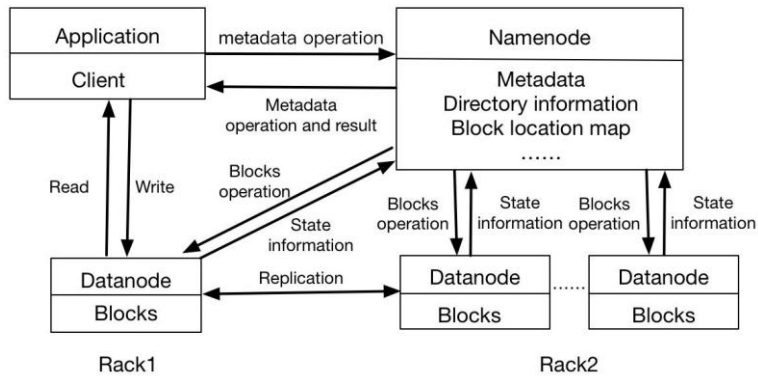 Application
metadata operation
Namenode
Client
Metadata
Directory information
Block location map
......
Metadata
operation and result
Read
Write
Blocks
operation
State
information
Blocks
operation
State
information
Blocks
operation
State
information
Datanode
Blocks
Replication
Datanode
Blocks
......
Datanode
Blocks
Rack1
Rack2